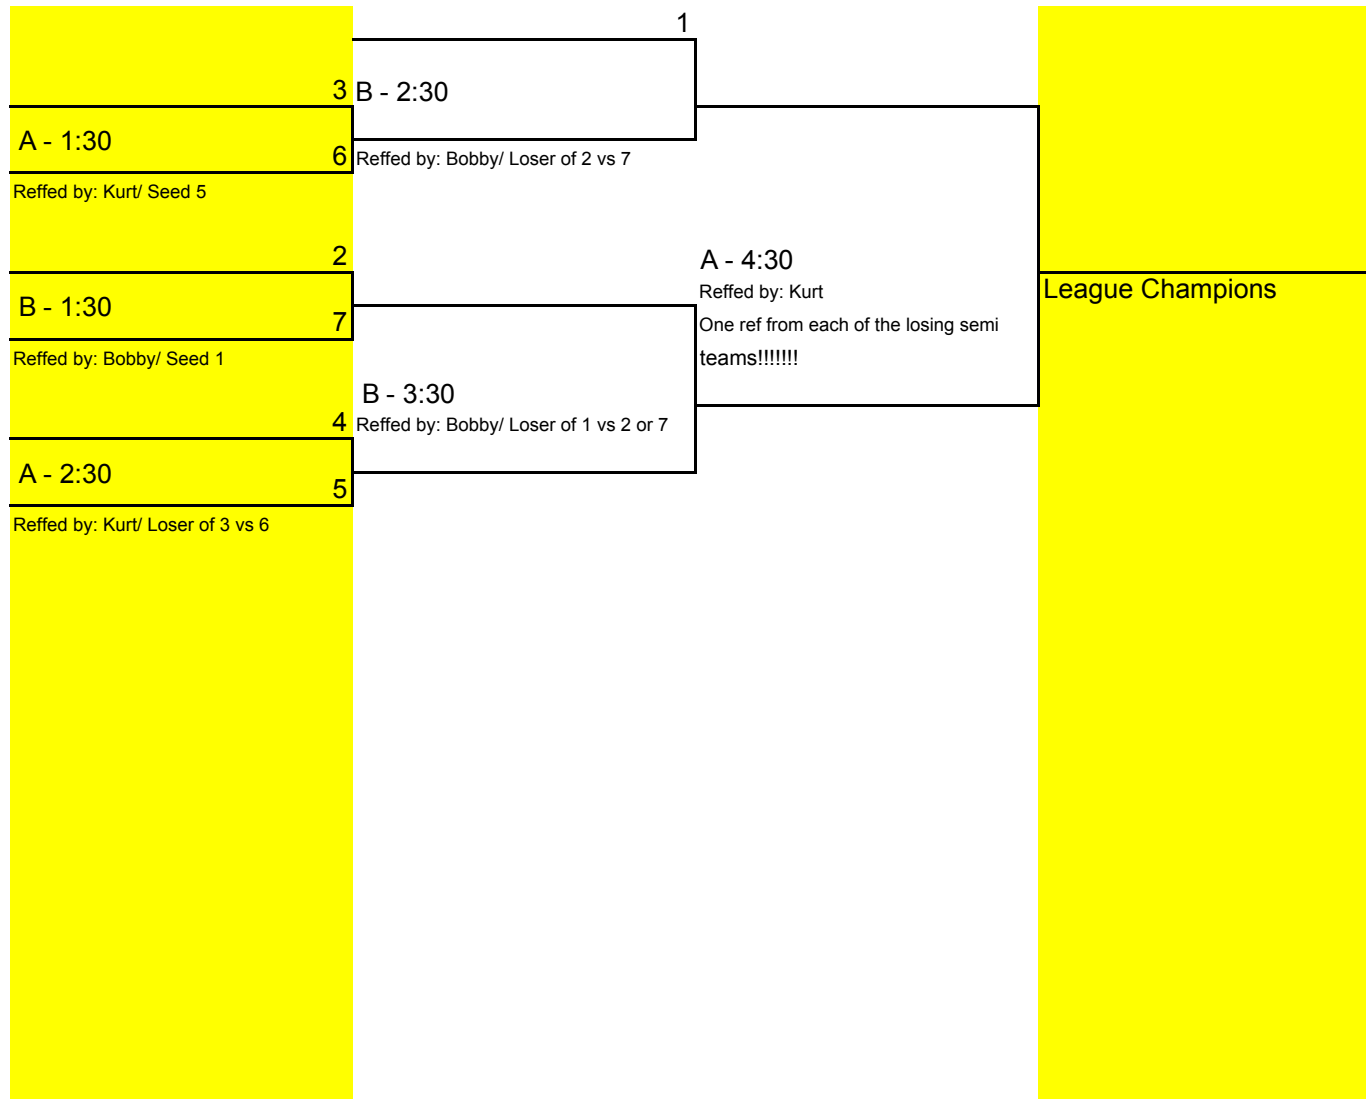 1
3
B - 2:30
A - 1:30
6
Reffed by: Bobby/ Loser of 2 vs 7
Reffed by: Kurt/ Seed 5
2
A - 4:30
Reffed by: Kurt
One ref from each of the losing semi
teams!!!!!!!
League Champions
B - 1:30
7
Reffed by: Bobby/ Seed 1
B - 3:30
4
Reffed by: Bobby/ Loser of 1 vs 2 or 7
A - 2:30
5
Reffed by: Kurt/ Loser of 3 vs 6